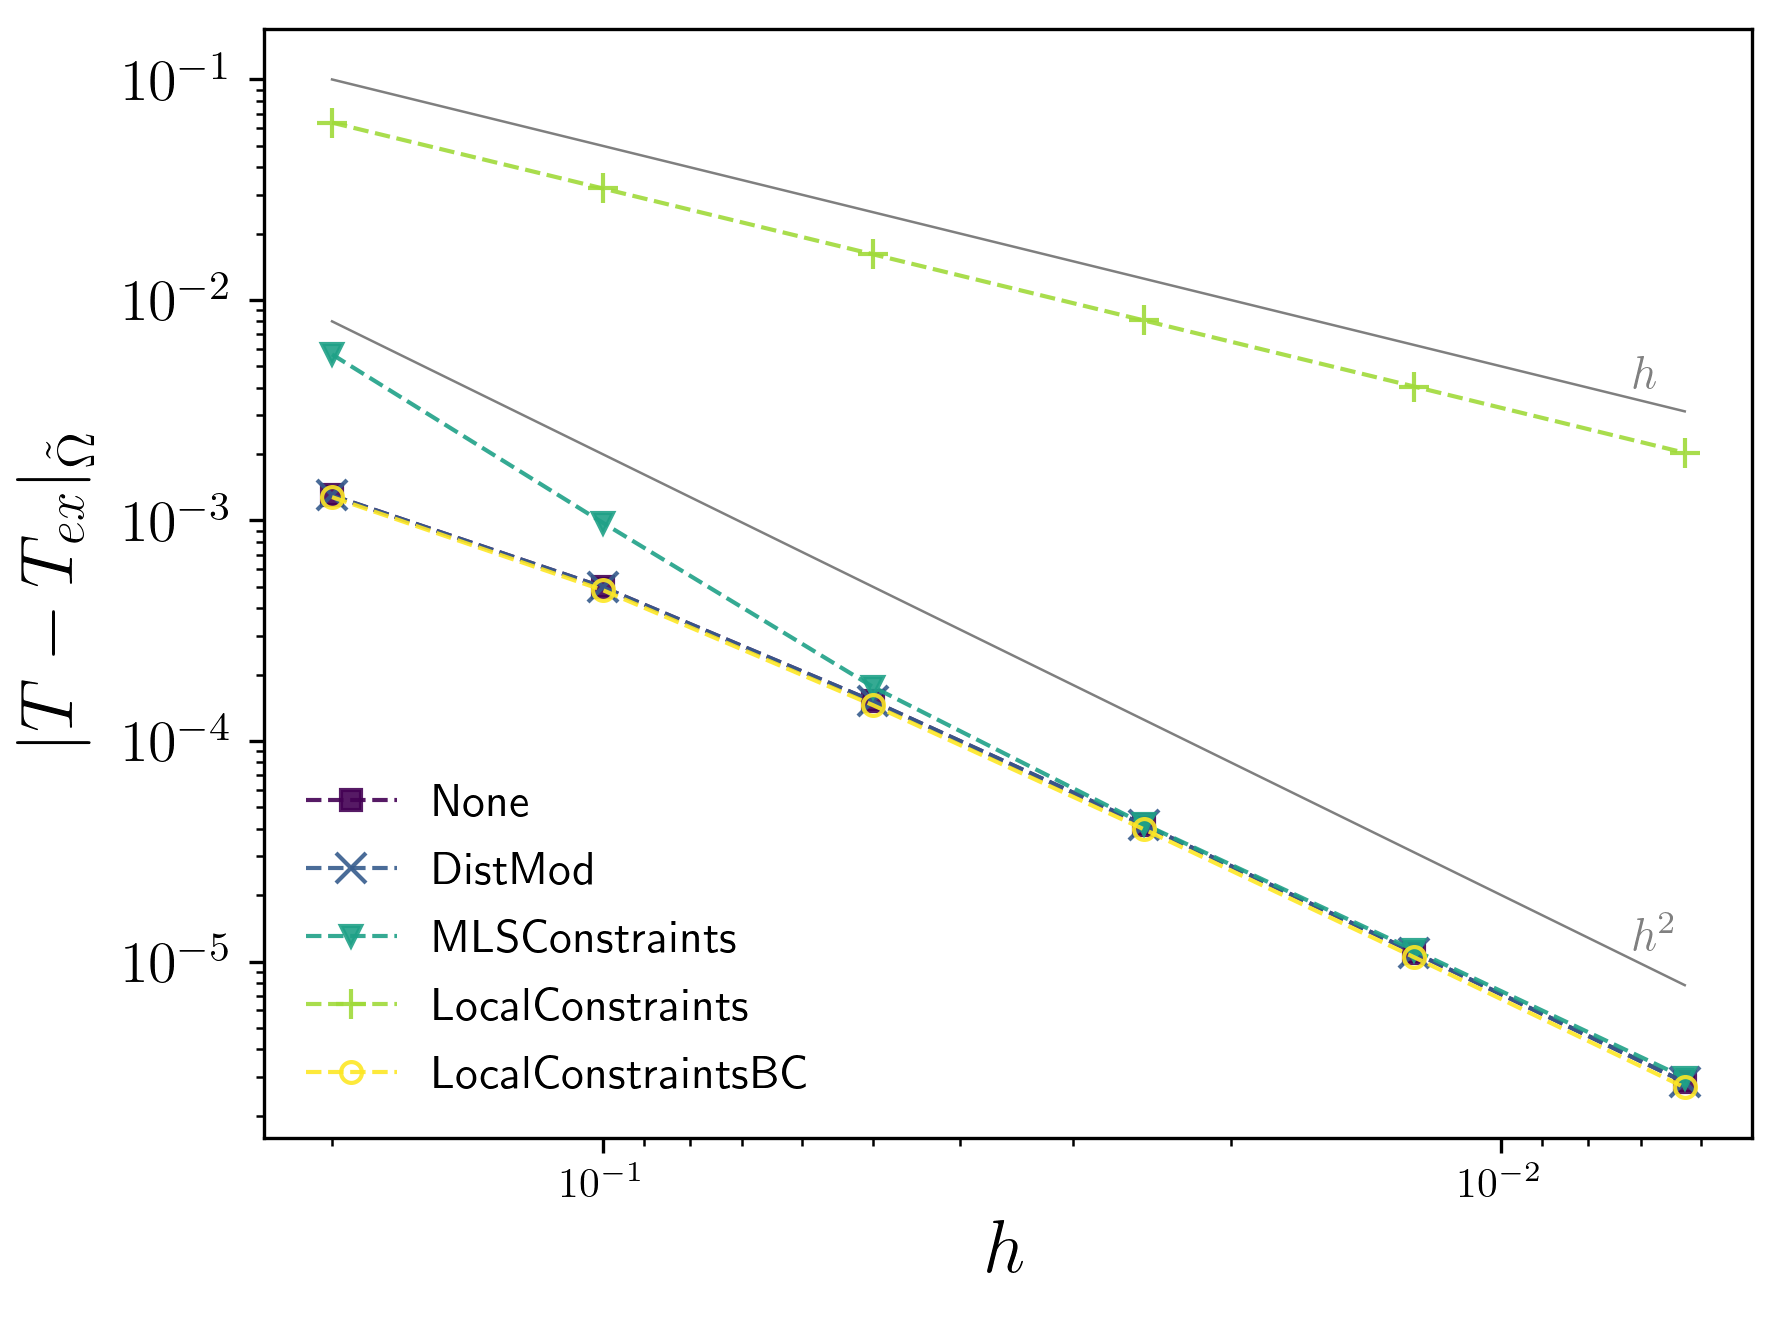 10⁻¹
10⁻²
10⁻³
10⁻⁴
10⁻⁵
|T − T_{ex}|_{\tilde{Ω}}
h
h²
None
DistMod
MLSConstraints
LocalConstraints
LocalConstraintsBC
10⁻¹ 10⁻²
h